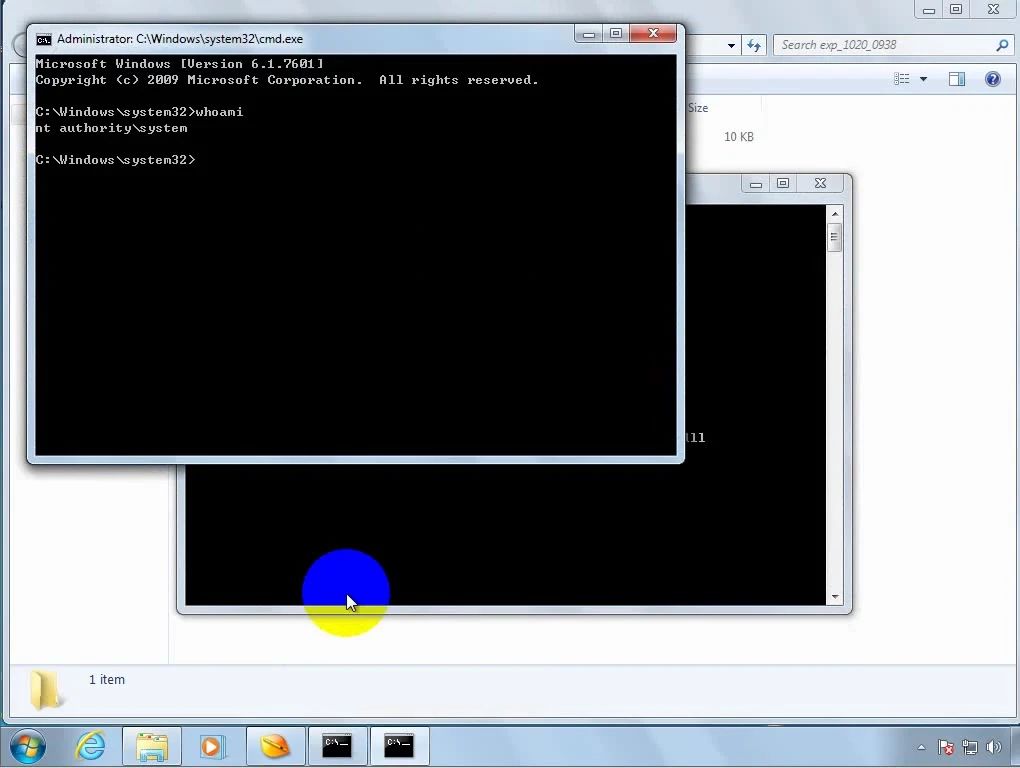 Administrator: C:\Windows\system32\cmd.exe
Microsoft Windows [Version 6.1.7601]
Copyright (c) 2009 Microsoft Corporation.  All rights reserved.
C:\Windows\system32>whoami
nt authority\system
C:\Windows\system32>
Search exp_1020_0938
Size
10 KB
1 item
C:\_
C:\_